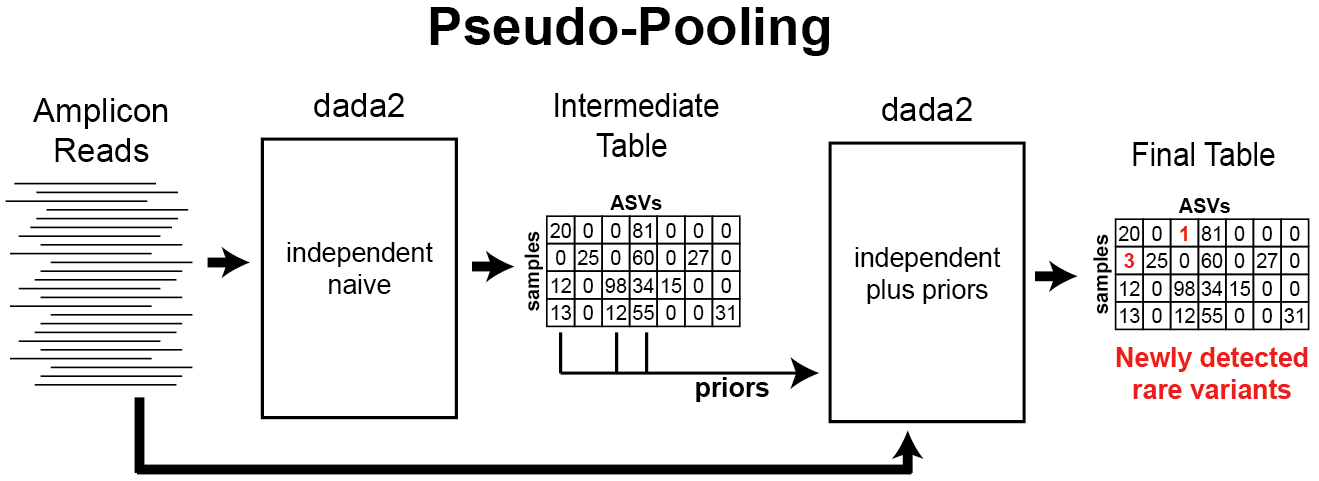 Pseudo-Pooling
Amplicon
Reads
dada2
independent
naive
Intermediate
Table
ASVs
samples
20 0 0 81 0 0 0
0 25 0 60 0 27 0
12 0 98 34 15 0 0
13 0 12 55 0 0 31
priors
dada2
independent
plus priors
Final Table
ASVs
samples
20 0 1 81 0 0 0
3 25 0 60 0 27 0
12 0 98 34 15 0 0
13 0 12 55 0 0 31
Newly detected
rare variants